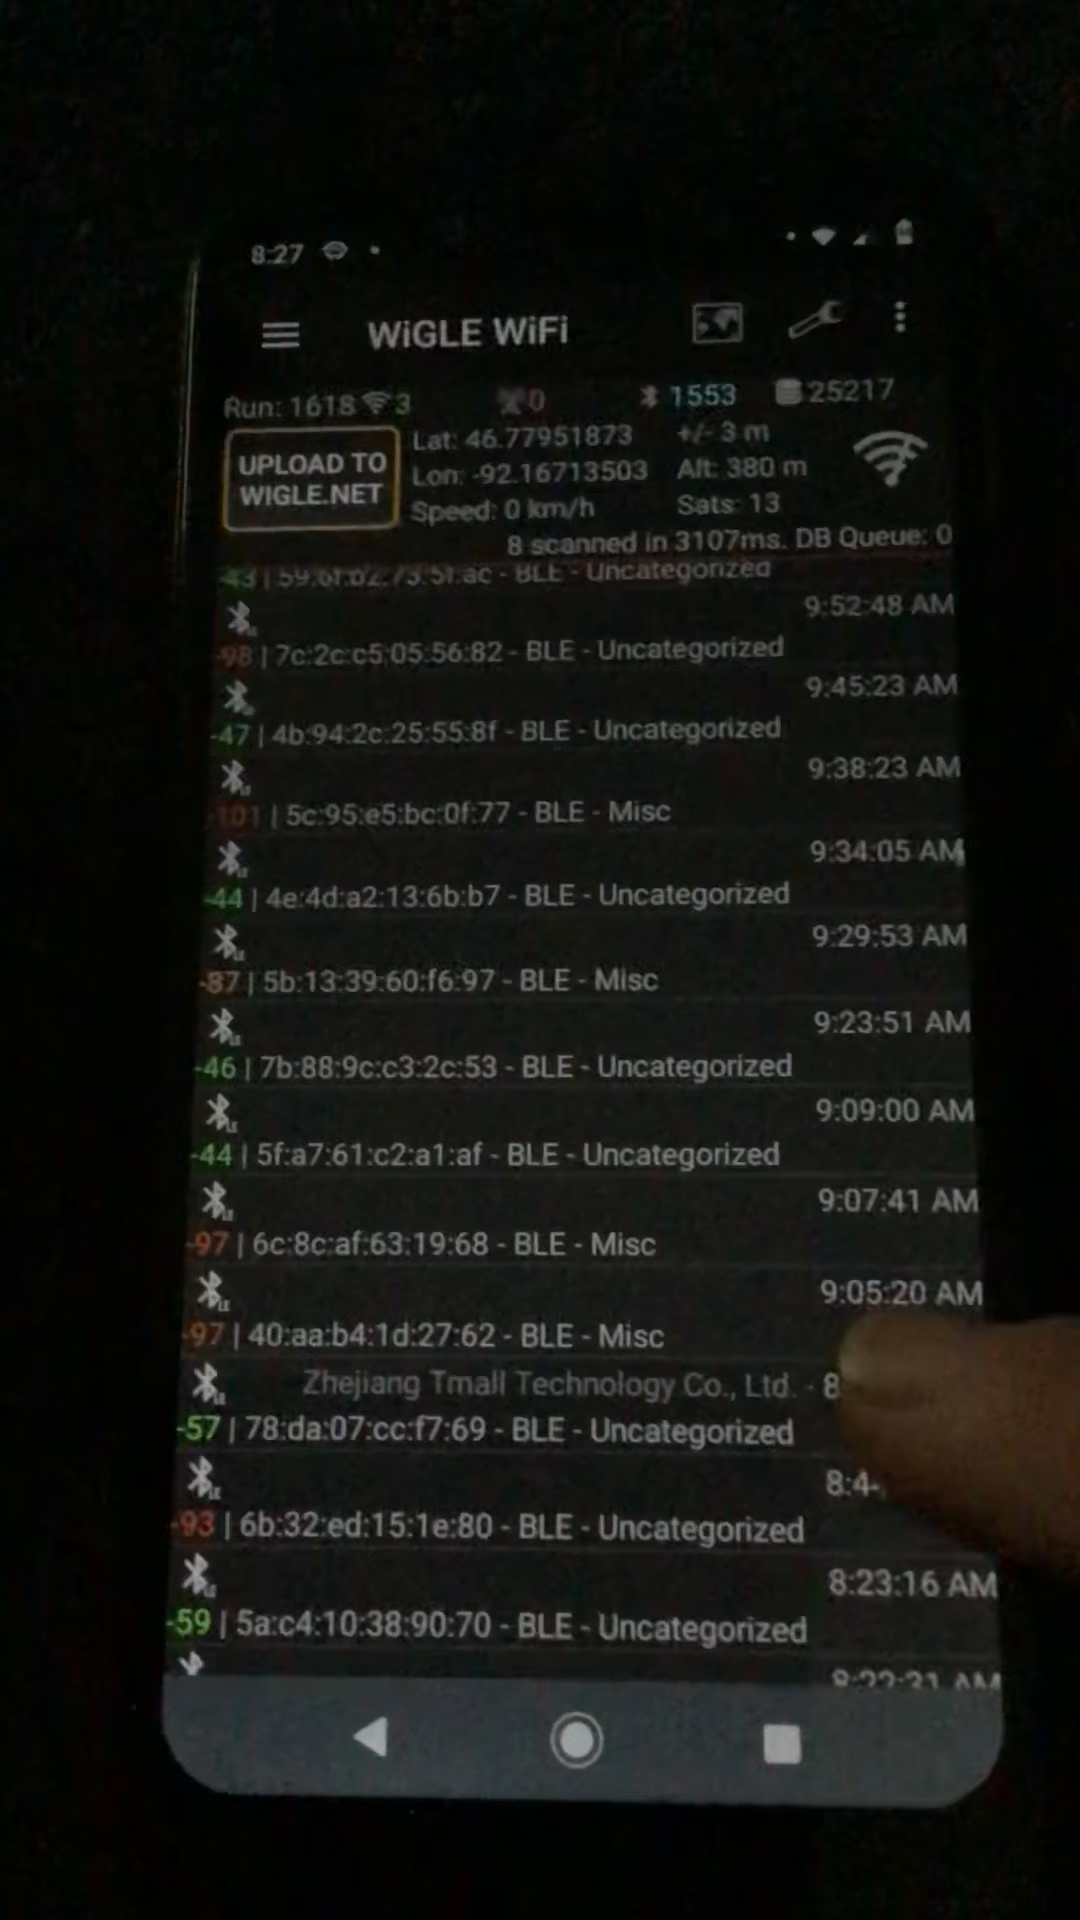 8:27
WiGLE WiFi
Run: 1618 3 0 1553 25217
UPLOAD TO
WIGLE.NET
Lat: 46.77951873 +/- 3 m
Lon: -92.16713503 Alt: 380 m
Speed: 0 km/h Sats: 13
8 scanned in 3107ms. DB Queue: 0
BLE - Uncategorized
9:52:48 AM
-98 | 7c:2c:c5:05:56:82 - BLE - Uncategorized
9:45:23 AM
-47 | 4b:94:2c:25:55:8f - BLE - Uncategorized
9:38:23 AM
-101 | 5c:95:e5:bc:0f:77 - BLE - Misc
9:34:05 AM
-44 | 4e:4d:a2:13:6b:b7 - BLE - Uncategorized
9:29:53 AM
-87 | 5b:13:39:60:f6:97 - BLE - Misc
9:23:51 AM
-46 | 7b:88:9c:c3:2c:53 - BLE - Uncategorized
9:09:00 AM
-44 | 5f:a7:61:c2:a1:af - BLE - Uncategorized
9:07:41 AM
-97 | 6c:8c:af:63:19:68 - BLE - Misc
9:05:20 AM
-97 | 40:aa:b4:1d:27:62 - BLE - Misc
Zhejiang Tmall Technology Co., Ltd. - 8
-57 | 78:da:07:cc:f7:69 - BLE - Uncategorized
8:4
-93 | 6b:32:ed:15:1e:80 - BLE - Uncategorized
8:23:16 AM
-59 | 5a:c4:10:38:90:70 - BLE - Uncategorized